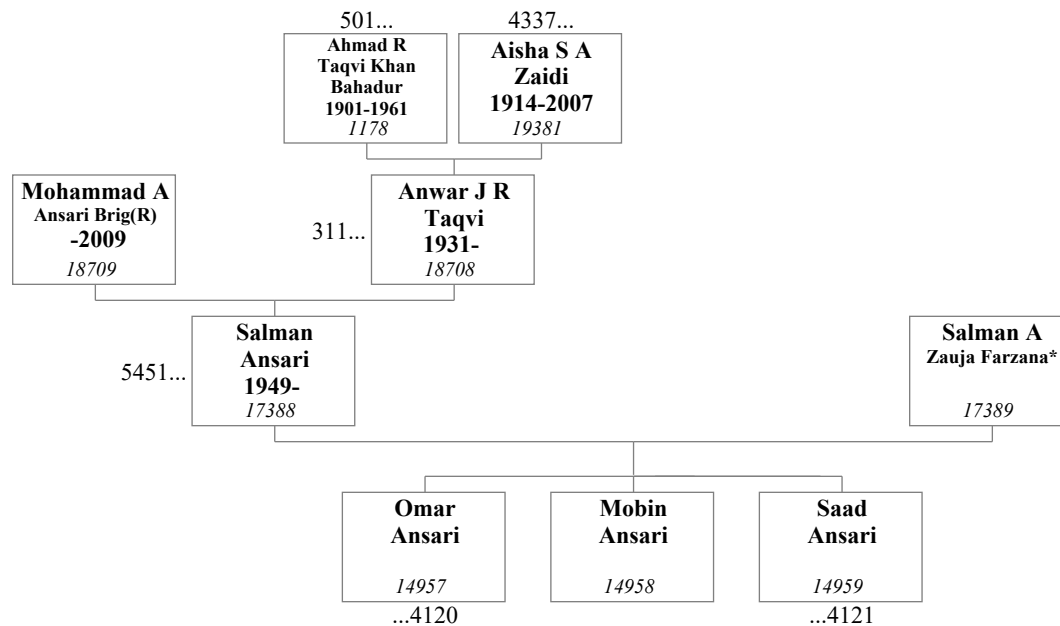 501...
4337...
Ahmad R
Taqvi Khan
Bahadur
1901-1961
1178
Aisha S A
Zaidi
1914-2007
19381
Mohammad A
Ansari Brig(R)
-2009
18709
311...
Anwar J R
Taqvi
1931-
18708
5451...
Salman
Ansari
1949-
17388
Salman A
Zauja Farzana*
17389
Omar
Ansari
14957
...4120
Mobin
Ansari
14958
Saad
Ansari
14959
...4121